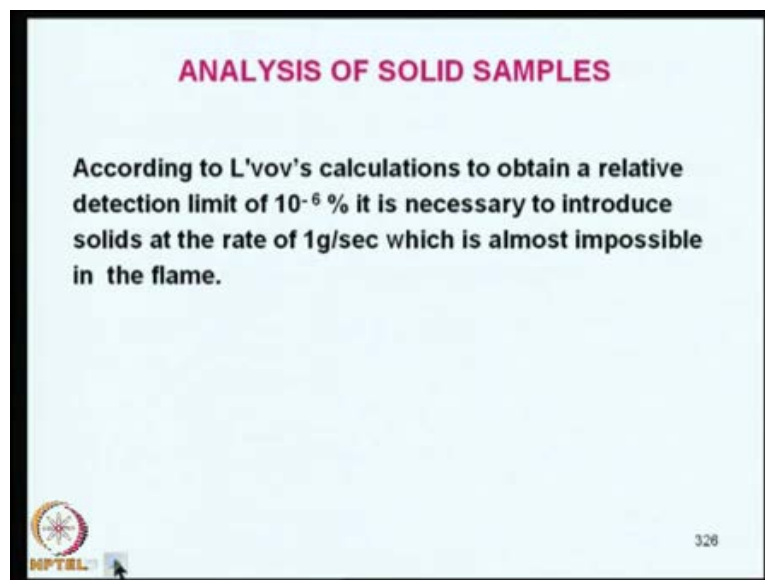 ANALYSIS OF SOLID SAMPLES
According to L'vov's calculations to obtain a relative
detection limit of 10⁻⁶ % it is necessary to introduce
solids at the rate of 1g/sec which is almost impossible
in the flame.
326
NPTEL